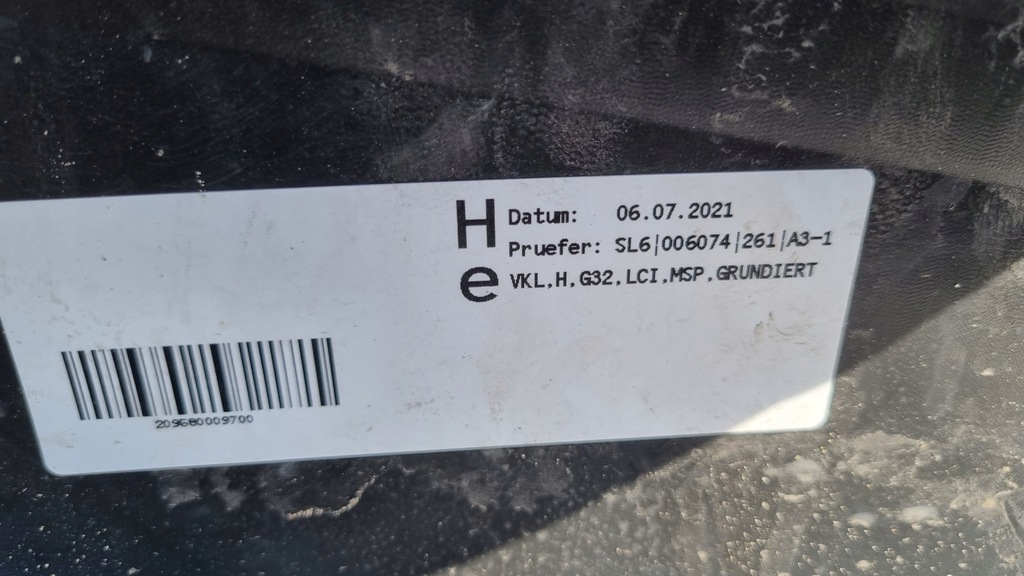 H
Datum: 06.07.2021
Pruefer: SL6|006074|261|A3-1
e
VKL,H,G32,LCI,MSP,GRUNDIERT
209680009700